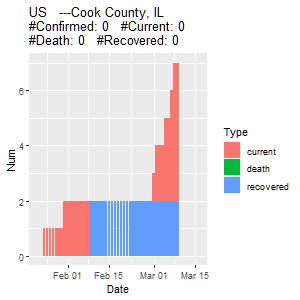 US   ---Cook County, IL
#Confirmed: 0   #Current: 0
#Death: 0   #Recovered: 0
6
4
2
0
Num
Feb 01
Feb 15
Mar 01
Mar 15
Date
Type
current
death
recovered